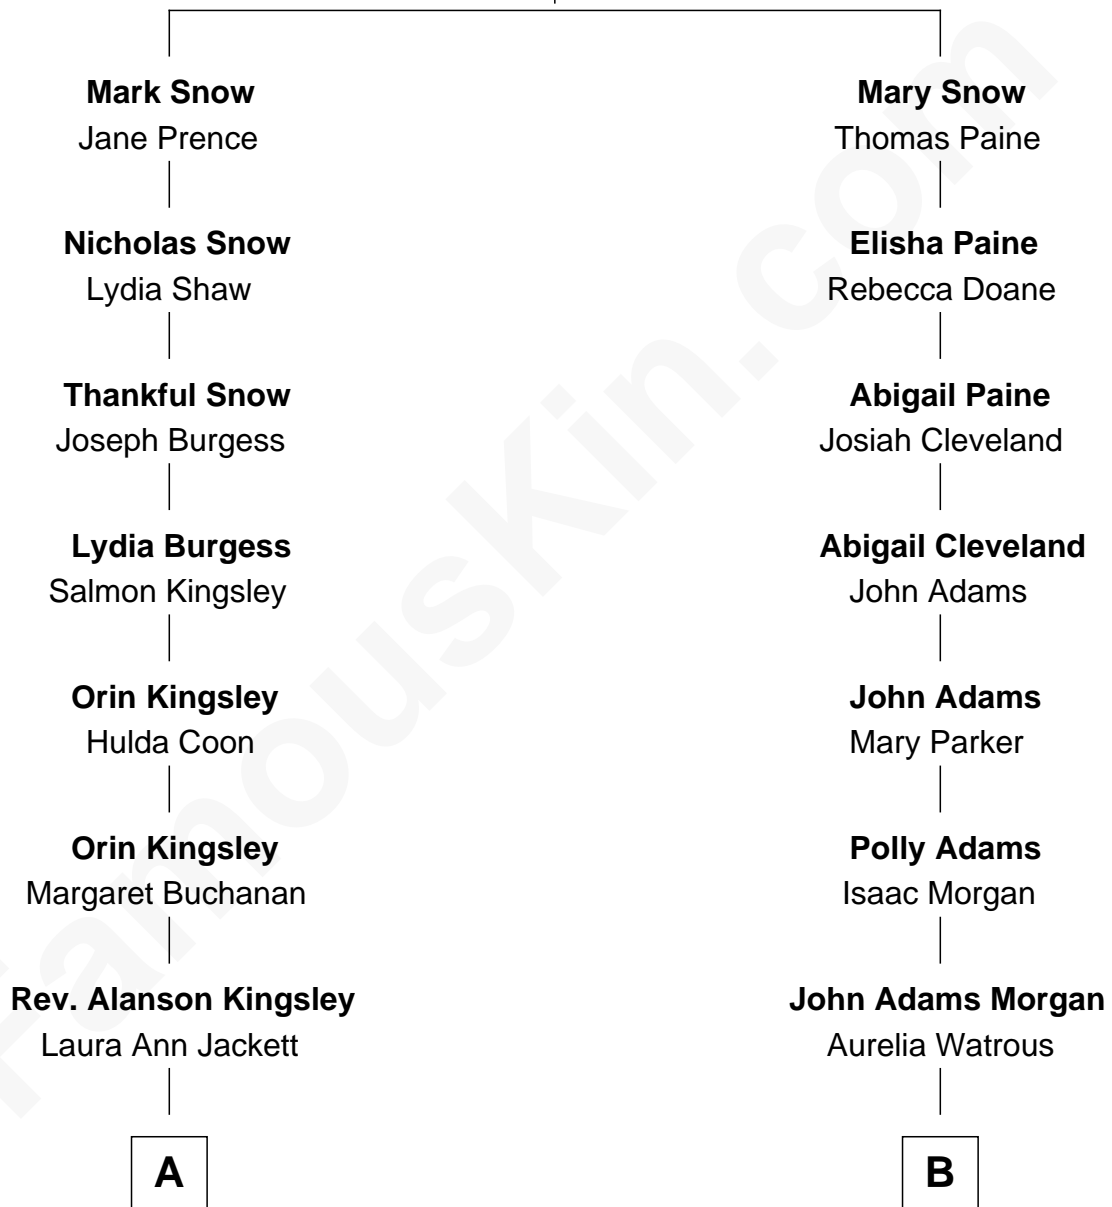 Mark Snow
Jane Prence
Mary Snow
Thomas Paine
Nicholas Snow
Lydia Shaw
Elisha Paine
Rebecca Doane
Thankful Snow
Joseph Burgess
Abigail Paine
Josiah Cleveland
Lydia Burgess
Salmon Kingsley
Abigail Cleveland
John Adams
Orin Kingsley
Hulda Coon
John Adams
Mary Parker
Orin Kingsley
Margaret Buchanan
Polly Adams
Isaac Morgan
Rev. Alanson Kingsley
Laura Ann Jackett
John Adams Morgan
Aurelia Watrous
A
B
FamousKin.com